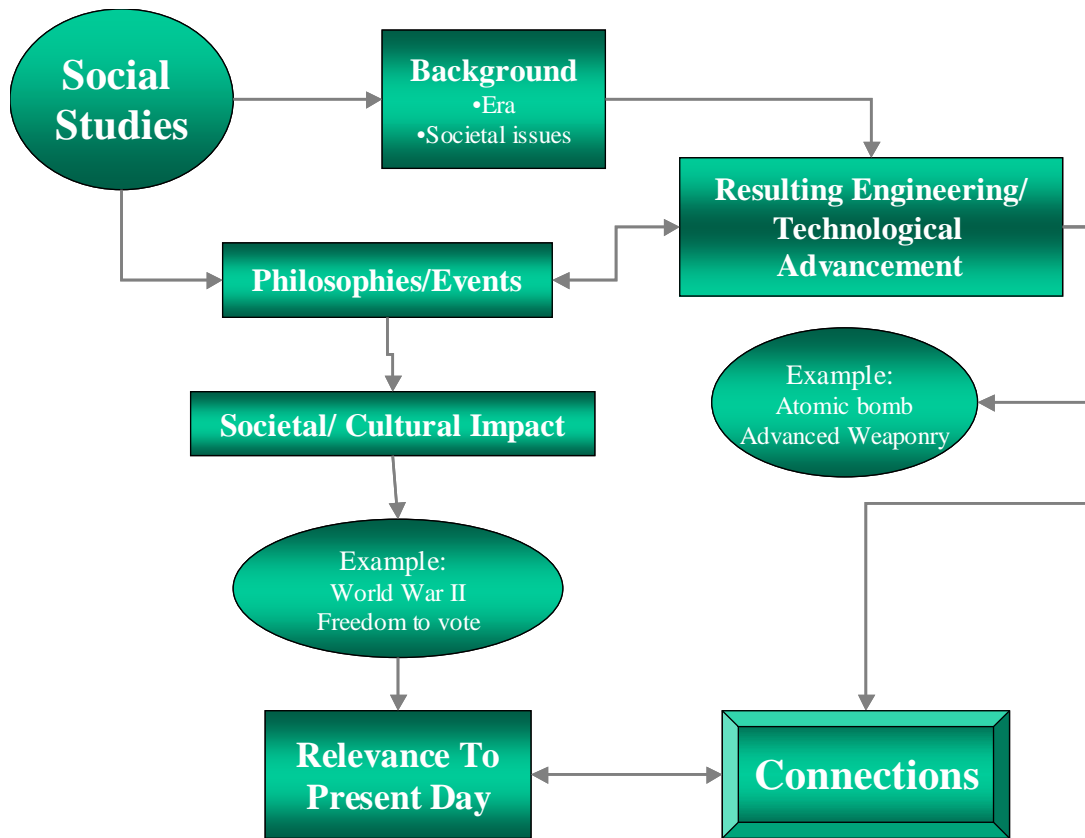 Social
Studies
Background
•Era
•Societal issues
Resulting Engineering/
Technological
Advancement
Philosophies/Events
Societal/ Cultural Impact
Example:
Atomic bomb
Advanced Weaponry
Example:
World War II
Freedom to vote
Relevance To
Present Day
Connections